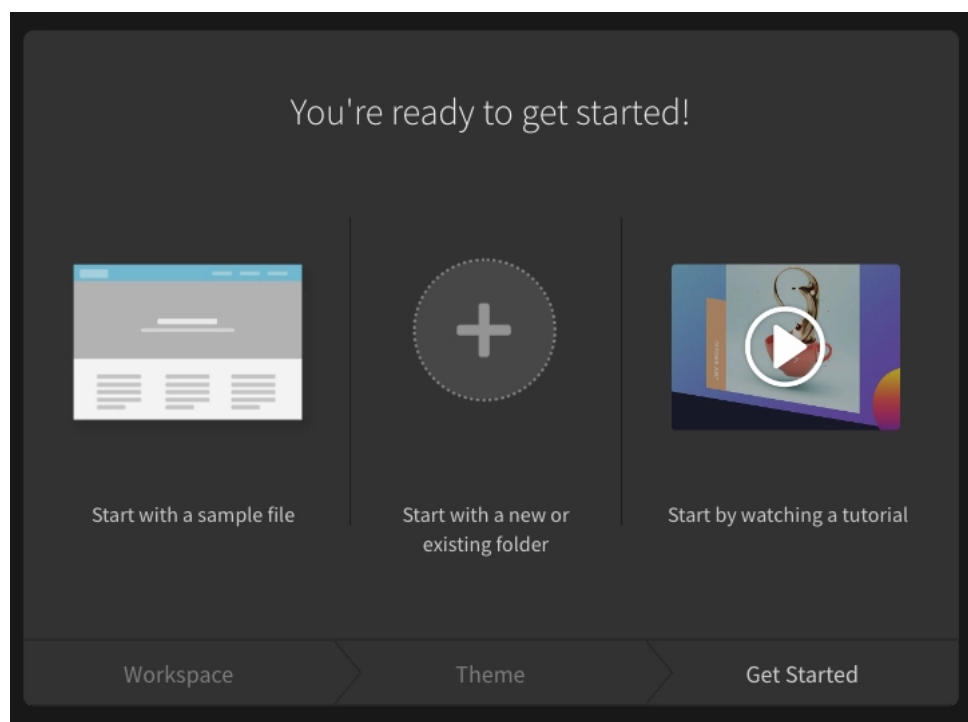 You're ready to get started!
Start with a sample file
Start with a new or
existing folder
Start by watching a tutorial
Workspace
Theme
Get Started